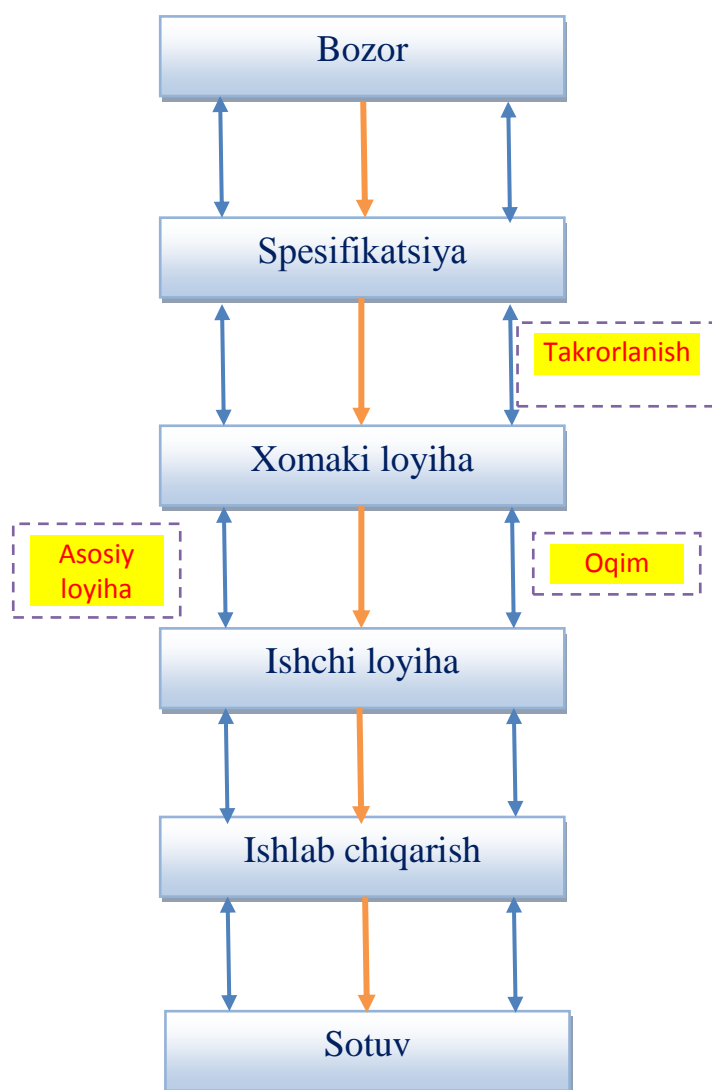 Bozor
Spesifikatsiya
Takrorlanish
Xomaki loyiha
Asosiy
loyiha
Oqim
Ishchi loyiha
Ishlab chiqarish
Sotuv